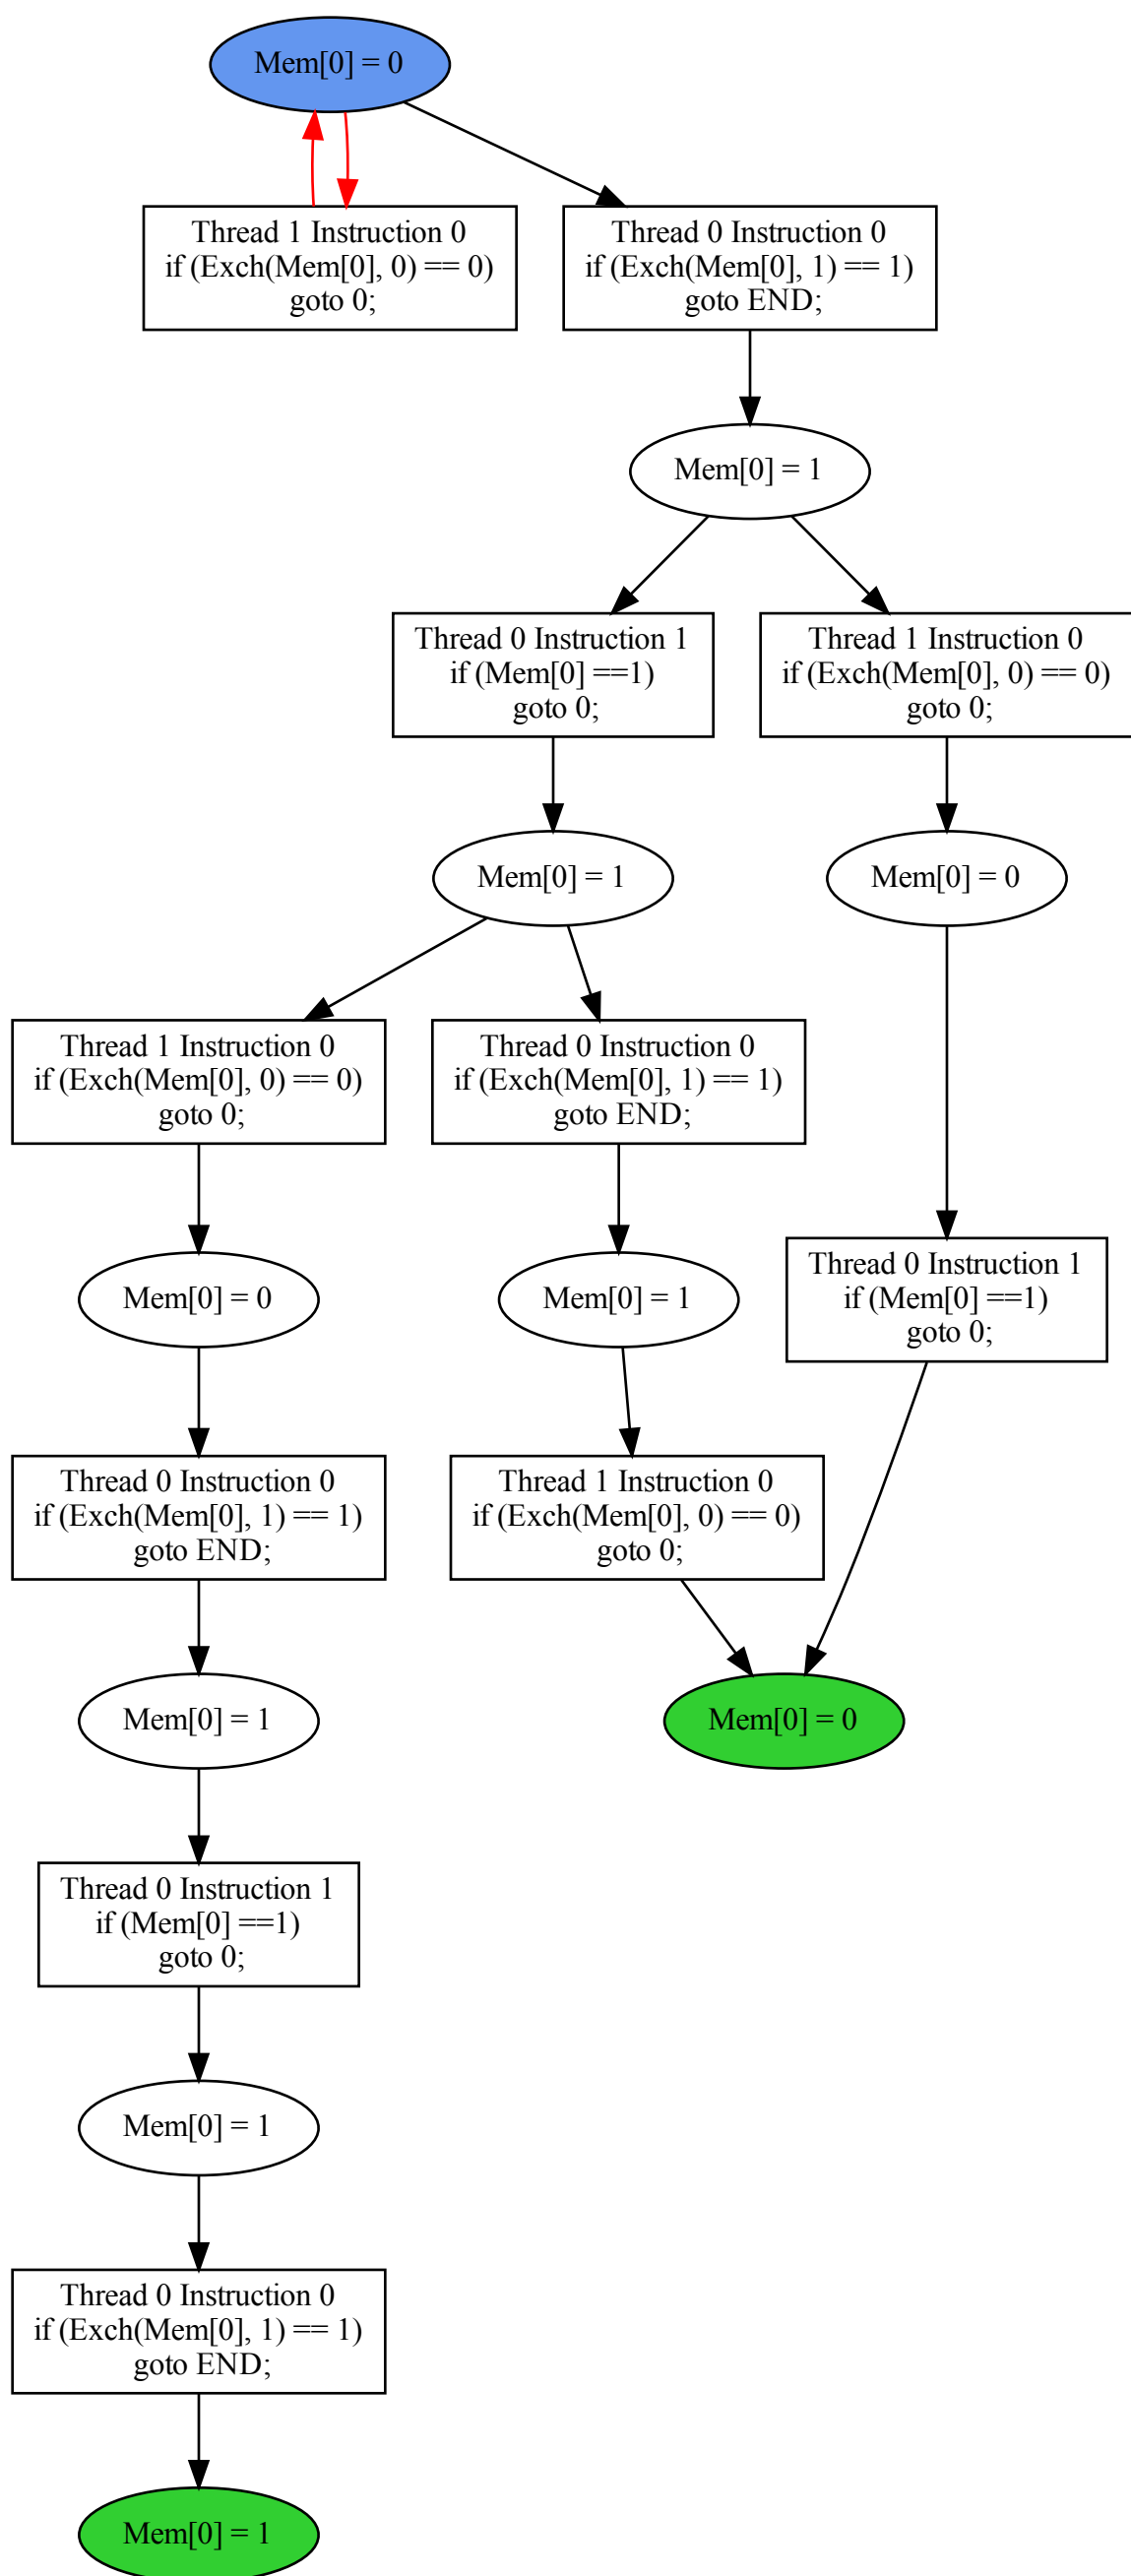 Mem[0] = 0
Thread 1 Instruction 0
if (Exch(Mem[0], 0) == 0)
goto 0;
Thread 0 Instruction 0
if (Exch(Mem[0], 1) == 1)
goto END;
Mem[0] = 1
Thread 0 Instruction 1
if (Mem[0] ==1)
goto 0;
Thread 1 Instruction 0
if (Exch(Mem[0], 0) == 0)
goto 0;
Mem[0] = 1
Mem[0] = 0
Thread 1 Instruction 0
if (Exch(Mem[0], 0) == 0)
goto 0;
Thread 0 Instruction 0
if (Exch(Mem[0], 1) == 1)
goto END;
Mem[0] = 0
Mem[0] = 1
Thread 0 Instruction 1
if (Mem[0] ==1)
goto 0;
Thread 0 Instruction 0
if (Exch(Mem[0], 1) == 1)
goto END;
Thread 1 Instruction 0
if (Exch(Mem[0], 0) == 0)
goto 0;
Mem[0] = 1
Mem[0] = 0
Thread 0 Instruction 1
if (Mem[0] ==1)
goto 0;
Mem[0] = 1
Thread 0 Instruction 0
if (Exch(Mem[0], 1) == 1)
goto END;
Mem[0] = 1